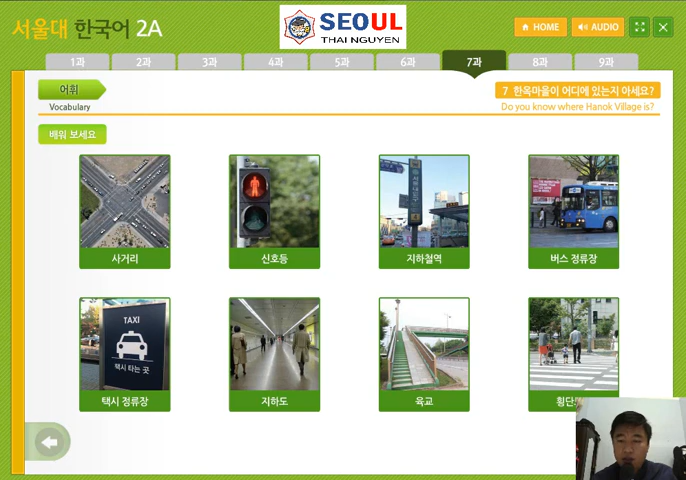 서울대 한국어 2A
SEOUL
THAI NGUYEN
HOME
AUDIO
1과
2과
3과
4과
5과
6과
7과
8과
9과
어휘
Vocabulary
7 한옥마을이 어디에 있는지 아세요?
Do you know where Hanok Village is?
배워 보세요
사거리
신호등
지하철역
버스 정류장
TAXI
택시 타는 곳
택시 정류장
지하도
육교